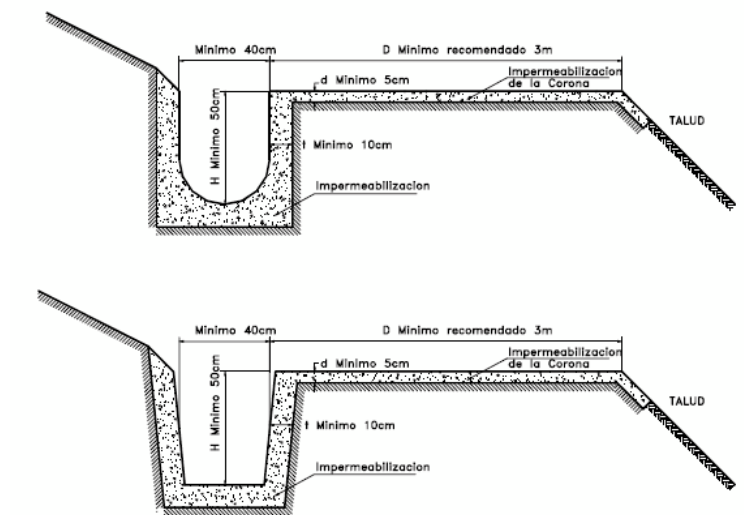 Minimo 40cm
D Minimo recomendado 3m
d Minimo 5cm
Impermeabilizacion
de la Corona
TALUD
H Minimo 50cm
t Minimo 10cm
Impermeabilizacion
Minimo 40cm
D Minimo recomendado 3m
d Minimo 5cm
Impermeabilizacion
de la Corona
TALUD
H Minimo 50cm
t Minimo 10cm
Impermeabilizacion